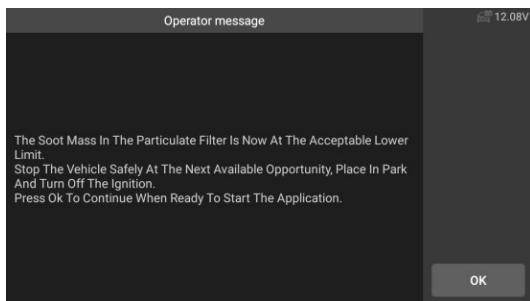 Operator message
12.08V
The Soot Mass In The Particulate Filter Is Now At The Acceptable Lower
Limit.
Stop The Vehicle Safely At The Next Available Opportunity, Place In Park
And Turn Off The Ignition.
Press Ok To Continue When Ready To Start The Application.
OK